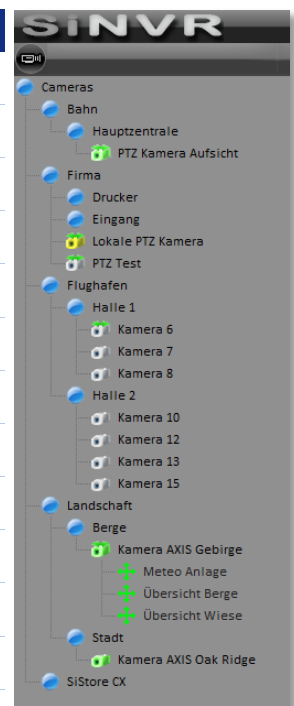 SiNVR
Cameras
Bahn
Hauptzentrale
PTZ Kamera Aufsicht
Firma
Drucker
Eingang
Lokale PTZ Kamera
PTZ Test
Flughafen
Halle 1
Kamera 6
Kamera 7
Kamera 8
Halle 2
Kamera 10
Kamera 12
Kamera 13
Kamera 15
Landschaft
Berge
Kamera AXIS Gebirge
Meteo Anlage
Übersicht Berge
Übersicht Wiese
Stadt
Kamera AXIS Oak Ridge
SiStore CX